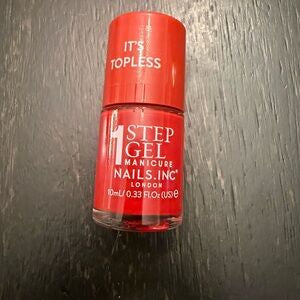 IT'S
TOPLESS
1 STEP
GEL
MANICURE
NAILS.INC®
LONDON
10mL/ 0.33 Fl.Oz(US)e